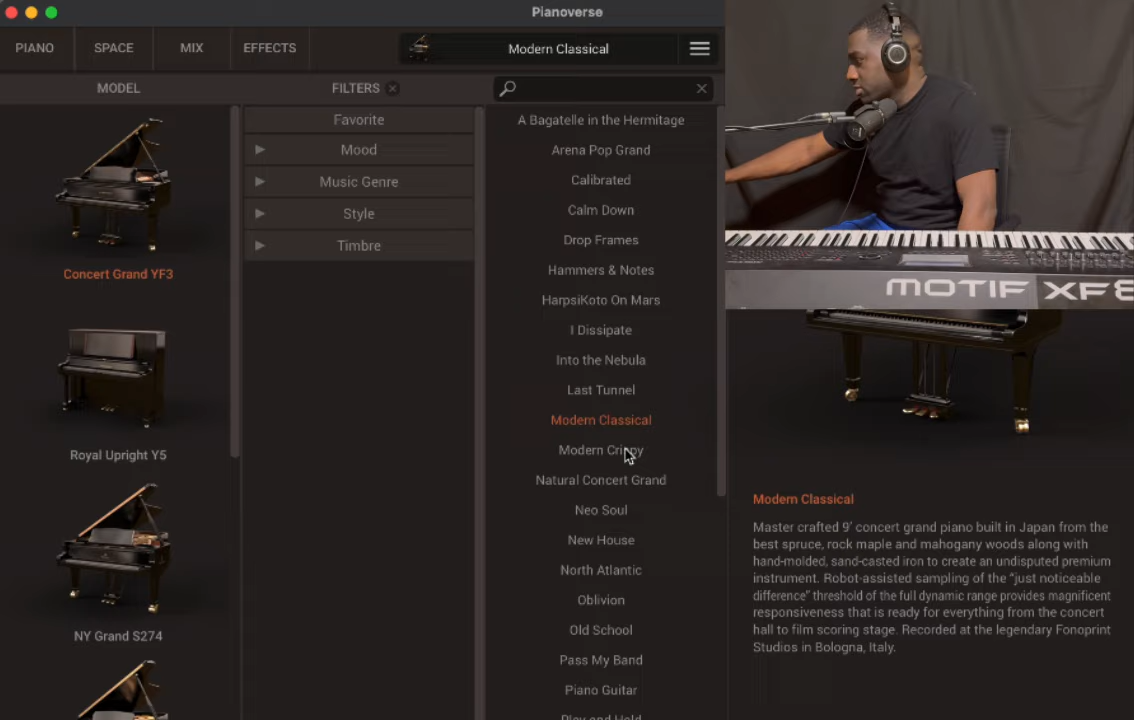 Pianoverse
PIANO
SPACE
MIX
EFFECTS
Modern Classical
MODEL
FILTERS
Concert Grand YF3
Royal Upright Y5
NY Grand S274
Favorite
Mood
Music Genre
Style
Timbre
A Bagatelle in the Hermitage
Arena Pop Grand
Calibrated
Calm Down
Drop Frames
Hammers & Notes
HarpsiKoto On Mars
I Dissipate
Into the Nebula
Last Tunnel
Modern Classical
Modern Crispy
Natural Concert Grand
Neo Soul
New House
North Atlantic
Oblivion
Old School
Pass My Band
Piano Guitar
Play and Hold
MOTIF XF8
Modern Classical
Master crafted 9' concert grand piano built in Japan from the
best spruce, rock maple and mahogany woods along with
hand-molded, sand-casted iron to create an undisputed premium
instrument. Robot-assisted sampling of the "just noticeable
difference" threshold of the full dynamic range provides magnificent
responsiveness that is ready for everything from the concert
hall to film scoring stage. Recorded at the legendary Fonoprint
Studios in Bologna, Italy.